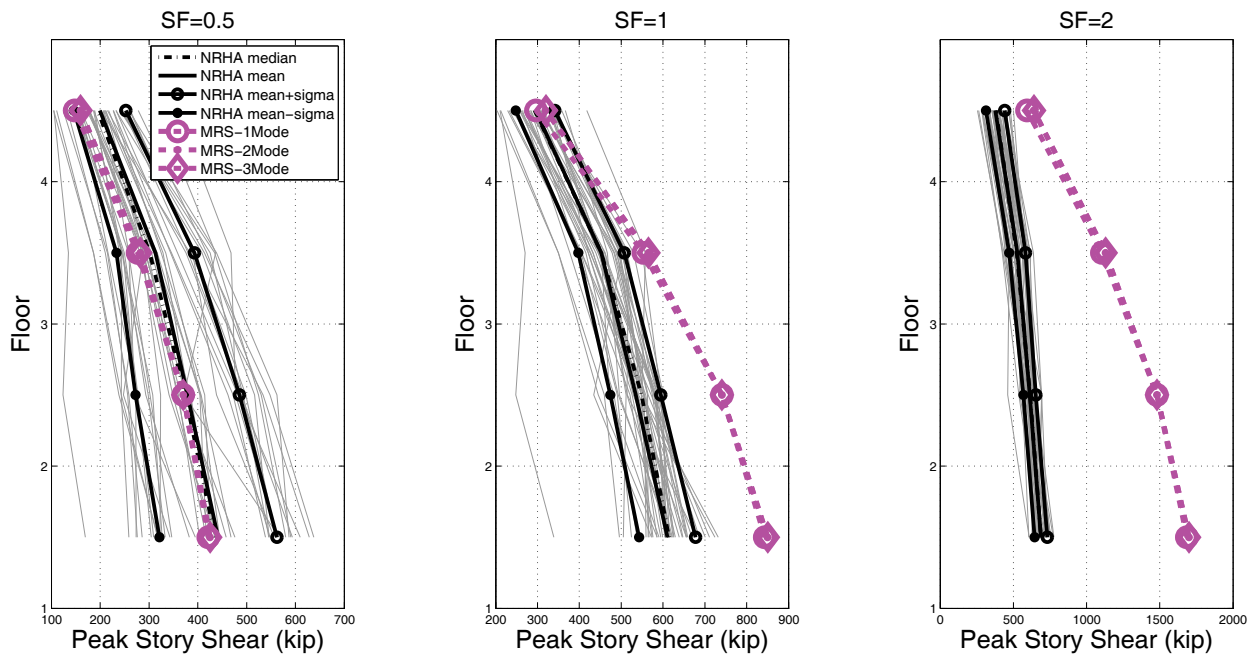 SF=0.5
NRHA median
NRHA mean
NRHA mean+sigma
NRHA mean−sigma
MRS−1Mode
MRS−2Mode
MRS−3Mode
4
3
2
1
Floor
100 200 300 400 500 600 700
Peak Story Shear (kip)
SF=1
4
3
2
1
Floor
200 300 400 500 600 700 800 900
Peak Story Shear (kip)
SF=2
4
3
2
1
Floor
0 500 1000 1500 2000
Peak Story Shear (kip)